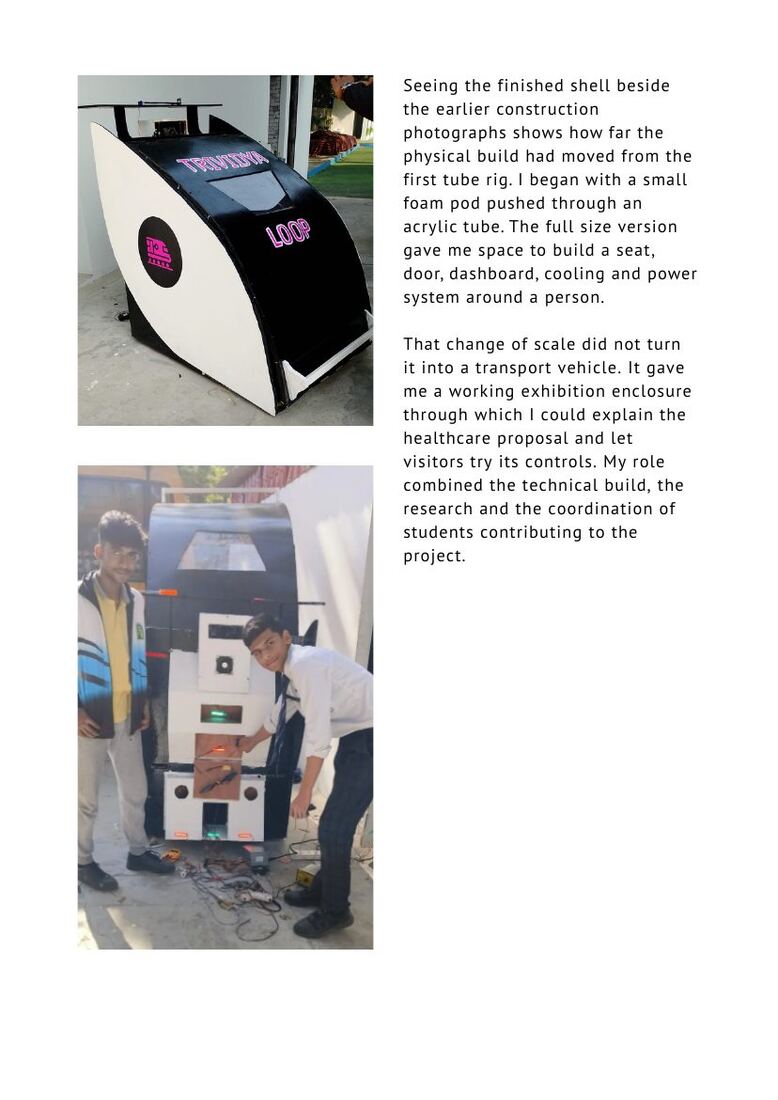 TRIVIDYA
LOOP
Seeing the finished shell beside
the earlier construction
photographs shows how far the
physical build had moved from the
first tube rig. I began with a small
foam pod pushed through an
acrylic tube. The full size version
gave me space to build a seat,
door, dashboard, cooling and power
system around a person.
That change of scale did not turn
it into a transport vehicle. It gave
me a working exhibition enclosure
through which I could explain the
healthcare proposal and let
visitors try its controls. My role
combined the technical build, the
research and the coordination of
students contributing to the
project.